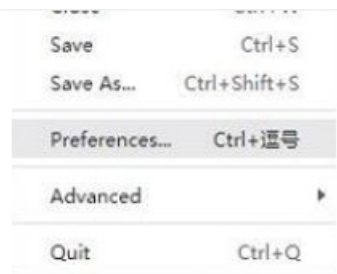 Save Ctrl+S
Save As... Ctrl+Shift+S
Preferences... Ctrl+逗号
Advanced
Quit Ctrl+Q